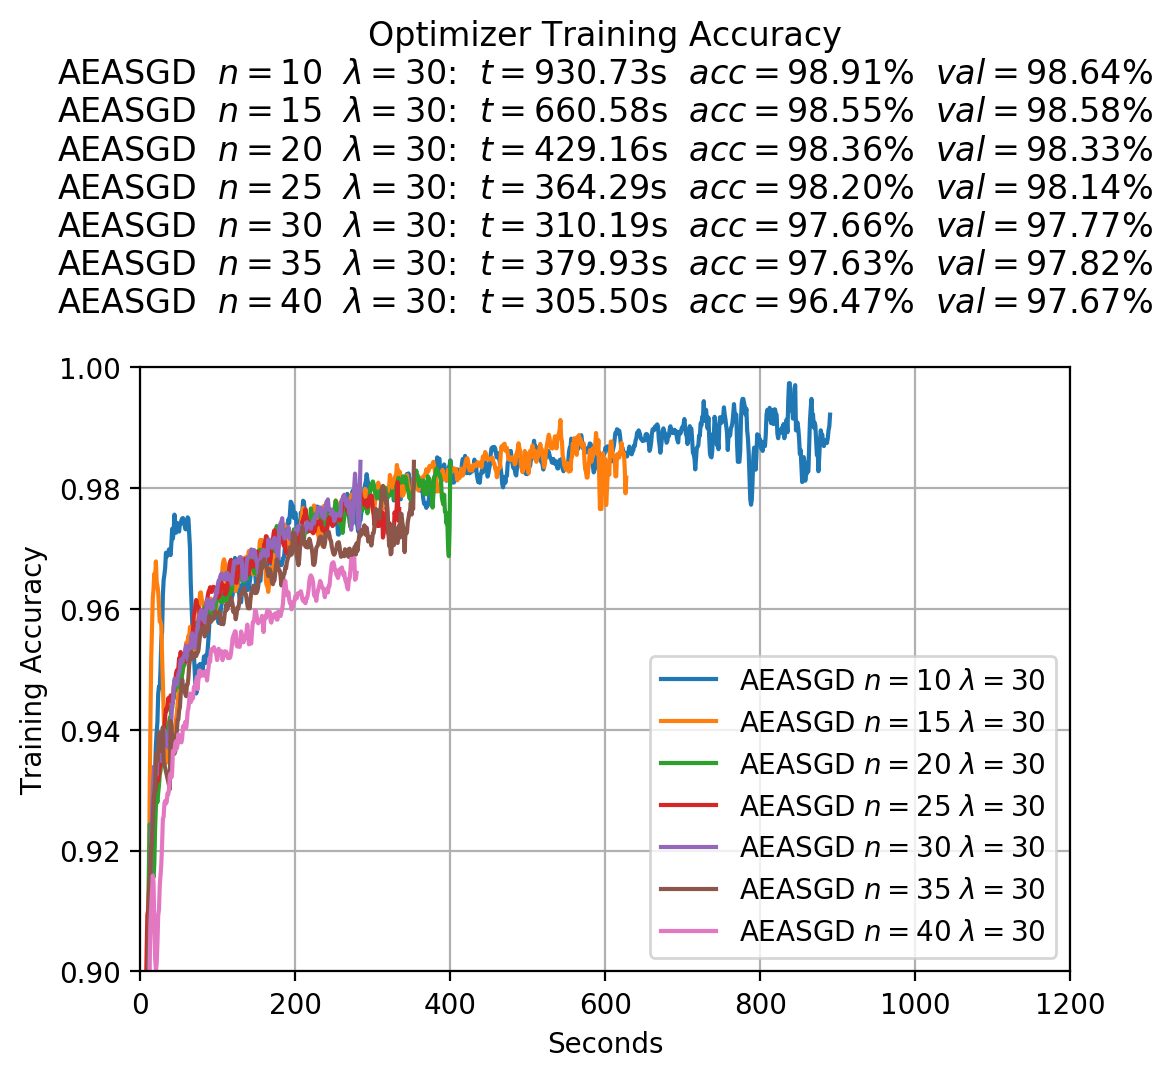 Optimizer Training Accuracy
AEASGD n = 10 λ = 30: t = 930.73s acc = 98.91% val = 98.64%
AEASGD n = 15 λ = 30: t = 660.58s acc = 98.55% val = 98.58%
AEASGD n = 20 λ = 30: t = 429.16s acc = 98.36% val = 98.33%
AEASGD n = 25 λ = 30: t = 364.29s acc = 98.20% val = 98.14%
AEASGD n = 30 λ = 30: t = 310.19s acc = 97.66% val = 97.77%
AEASGD n = 35 λ = 30: t = 379.93s acc = 97.63% val = 97.82%
AEASGD n = 40 λ = 30: t = 305.50s acc = 96.47% val = 97.67%
1.00
0.98
0.96
0.94
0.92
0.90
Training Accuracy
AEASGD n = 10 λ = 30
AEASGD n = 15 λ = 30
AEASGD n = 20 λ = 30
AEASGD n = 25 λ = 30
AEASGD n = 30 λ = 30
AEASGD n = 35 λ = 30
AEASGD n = 40 λ = 30
0 200 400 600 800 1000 1200
Seconds